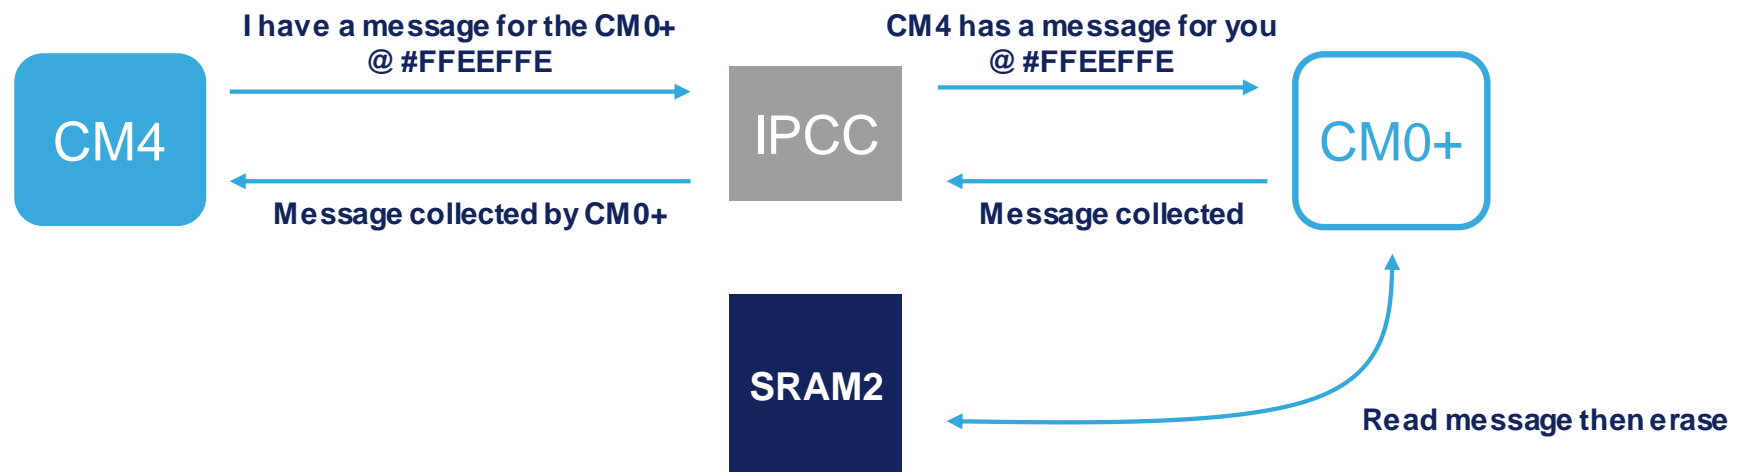 I have a message for the CM0+
@ #FFEEFFE
CM4 has a message for you
@ #FFEEFFE
CM4
IPCC
CM0+
Message collected by CM0+
Message collected
SRAM2
Read message then erase